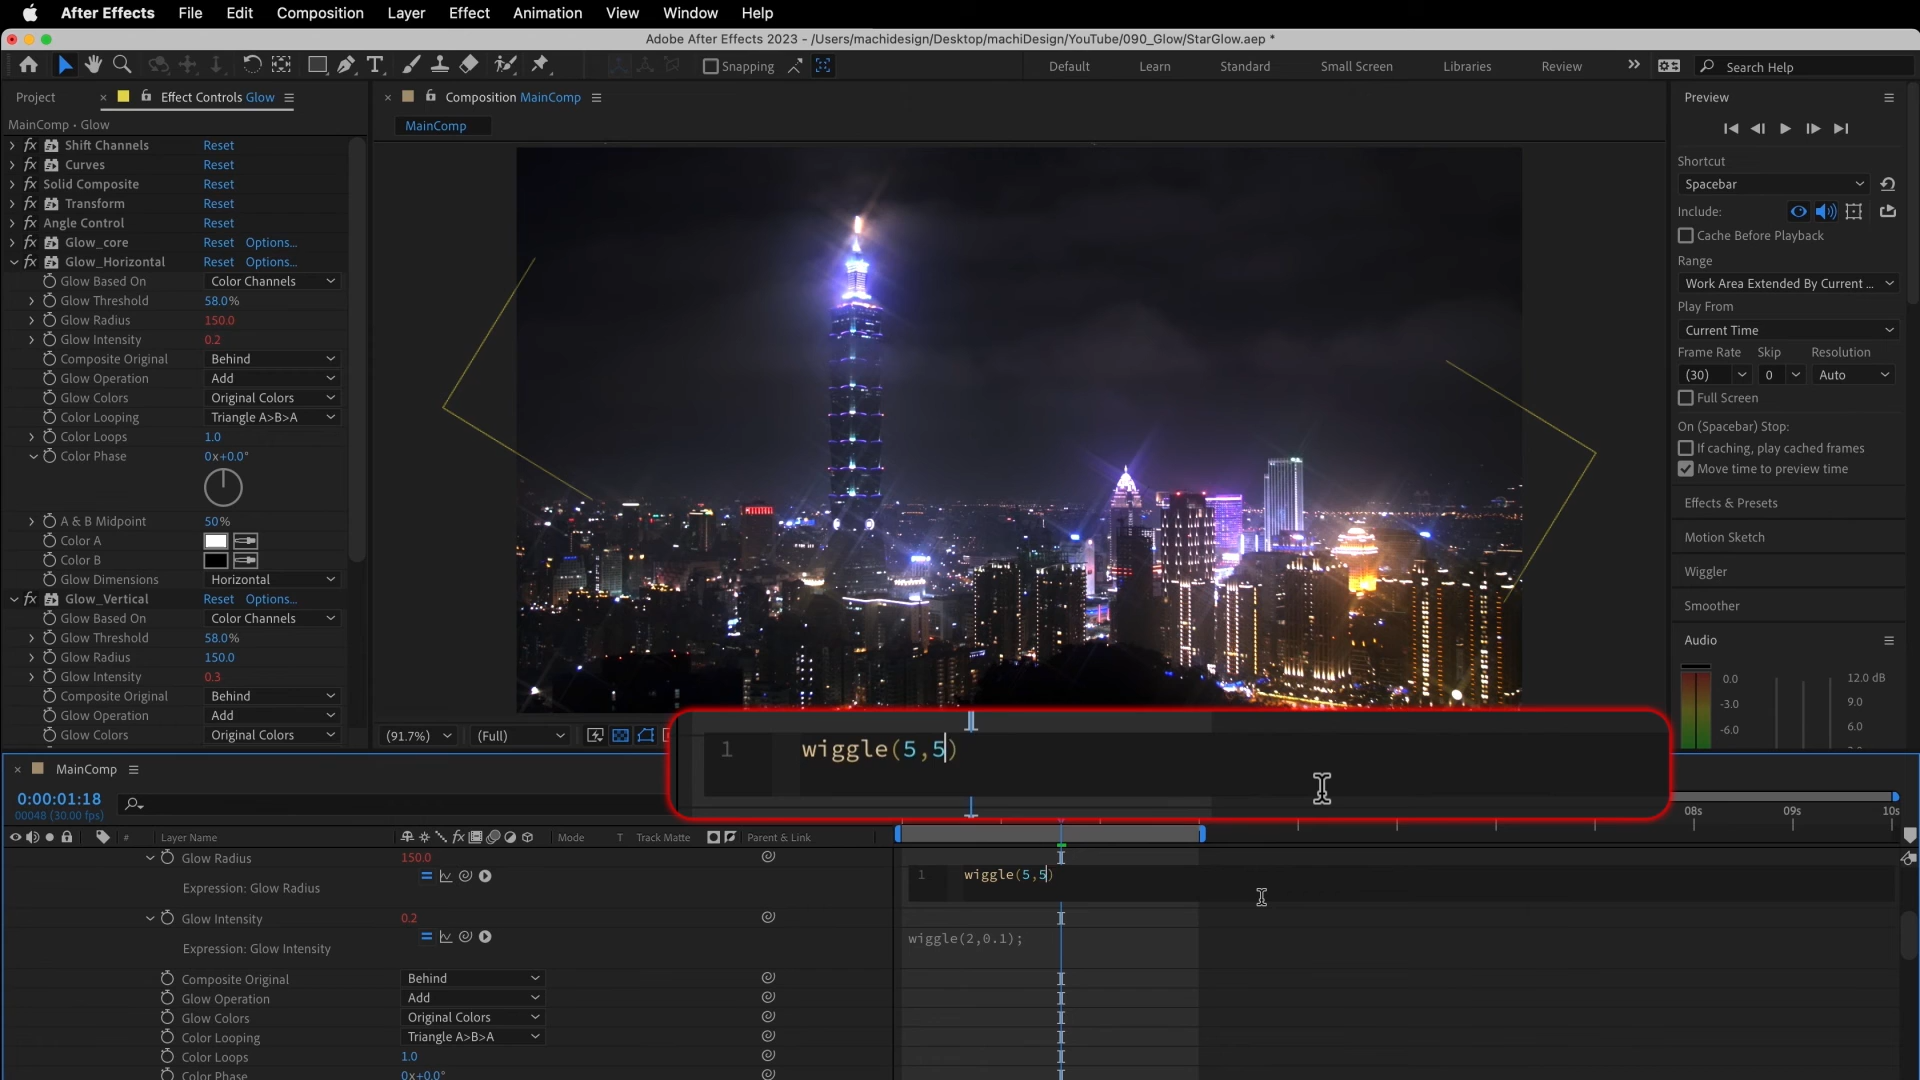 After Effects File Edit Composition Layer Effect Animation View Window Help
Adobe After Effects 2023 - /Users/machidesign/Desktop/machiDesign/YouTube/090_Glow/StarGlow.aep *
Snapping Default Learn Standard Small Screen Libraries Review Search Help
Project
Effect Controls Glow
MainComp • Glow
fx Shift Channels Reset
fx Curves Reset
fx Solid Composite Reset
fx Transform Reset
fx Angle Control Reset
fx Glow_core Reset Options...
fx Glow_Horizontal Reset Options...
Glow Based On Color Channels
Glow Threshold 58.0%
Glow Radius 150.0
Glow Intensity 0.2
Composite Original Behind
Glow Operation Add
Glow Colors Original Colors
Color Looping Triangle A>B>A
Color Loops 1.0
Color Phase 0x+0.0°
A & B Midpoint 50%
Color A
Color B
Glow Dimensions Horizontal
fx Glow_Vertical Reset Options...
Glow Based On Color Channels
Glow Threshold 58.0%
Glow Radius 150.0
Glow Intensity 0.3
Composite Original Behind
Glow Operation Add
Glow Colors Original Colors
Composition MainComp
MainComp
(91.7%) (Full)
Preview
Shortcut
Spacebar
Include:
Cache Before Playback
Range
Work Area Extended By Current ...
Play From
Current Time
Frame Rate Skip Resolution
(30) 0 Auto
Full Screen
On (Spacebar) Stop:
If caching, play cached frames
Move time to preview time
Effects & Presets
Motion Sketch
Wiggler
Smoother
Audio
0.0 12.0 dB
-3.0 9.0
-6.0 6.0
1 wiggle(5,5)
MainComp
0:00:01:18
00048 (30.00 fps)
08s 09s 10s
# Layer Name fx Mode T Track Matte Parent & Link
Glow Radius 150.0
Expression: Glow Radius
1 wiggle(5,5)
Glow Intensity 0.2
Expression: Glow Intensity
wiggle(2,0.1);
Composite Original Behind
Glow Operation Add
Glow Colors Original Colors
Color Looping Triangle A>B>A
Color Loops 1.0
Color Phase 0x+0.0°